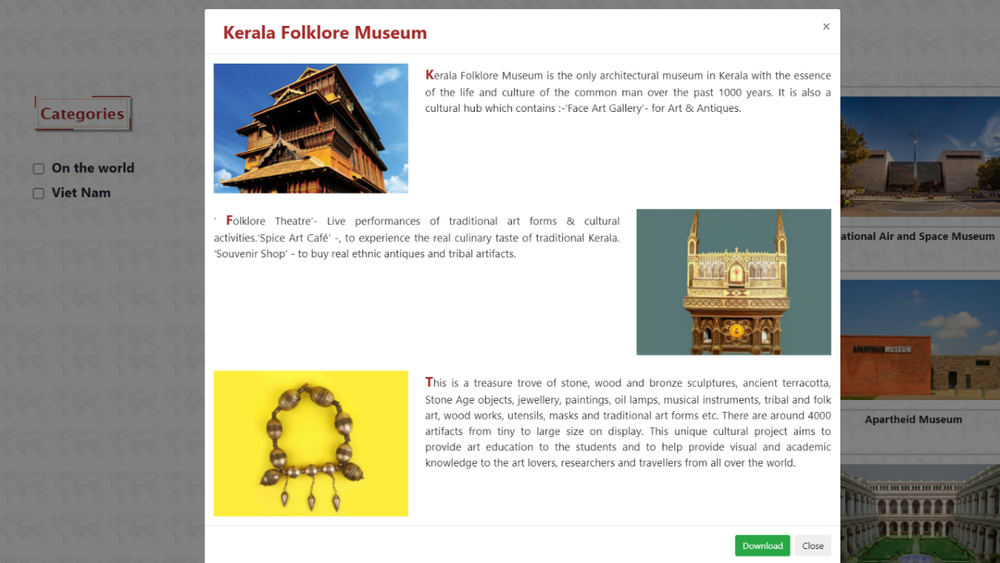 Kerala Folklore Museum
×
Kerala Folklore Museum is the only architectural museum in Kerala with the essence
of the life and culture of the common man over the past 1000 years. It is also a
cultural hub which contains :-‘Face Art Gallery’- for Art & Antiques.
‘ Folklore Theatre’- Live performances of traditional art forms & cultural
activities.‘Spice Art Café’ -, to experience the real culinary taste of traditional Kerala.
‘Souvenir Shop’ - to buy real ethnic antiques and tribal artifacts.
This is a treasure trove of stone, wood and bronze sculptures, ancient terracotta,
Stone Age objects, jewellery, paintings, oil lamps, musical instruments, tribal and folk
art, wood works, utensils, masks and traditional art forms etc. There are around 4000
artifacts from tiny to large size on display. This unique cultural project aims to
provide art education to the students and to help provide visual and academic
knowledge to the art lovers, researchers and travellers from all over the world.
Download
Close
Categories
On the world
Viet Nam
ational Air and Space Museum
APARTHEID MUSEUM
Apartheid Museum